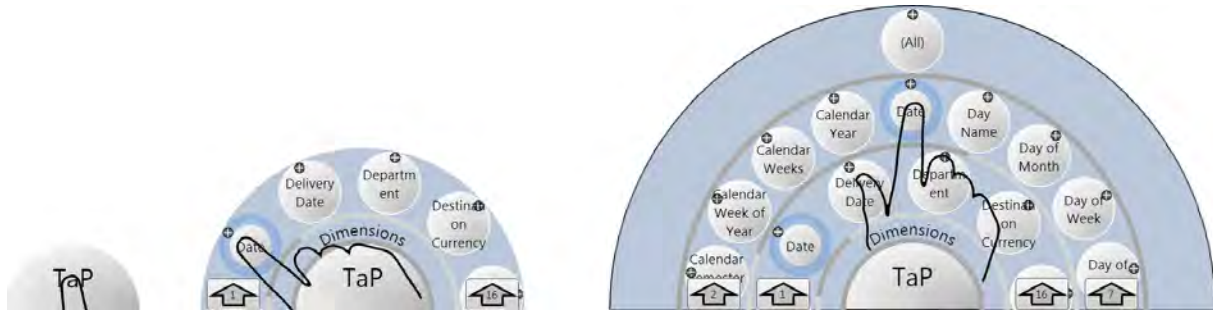 TaP
Date
Delivery
Date
Departm
ent
Destinati
on
Currency
Dimensions
TaP
1
16
(All)
Calendar
Week of
Year
Calendar
Weeks
Calendar
Year
Date
Day
Name
Day of
Month
Day of
Week
Day of
Calendar
Date
Delivery
Date
Departm
ent
Destinati
on
Currency
Dimensions
TaP
2
1
16
7